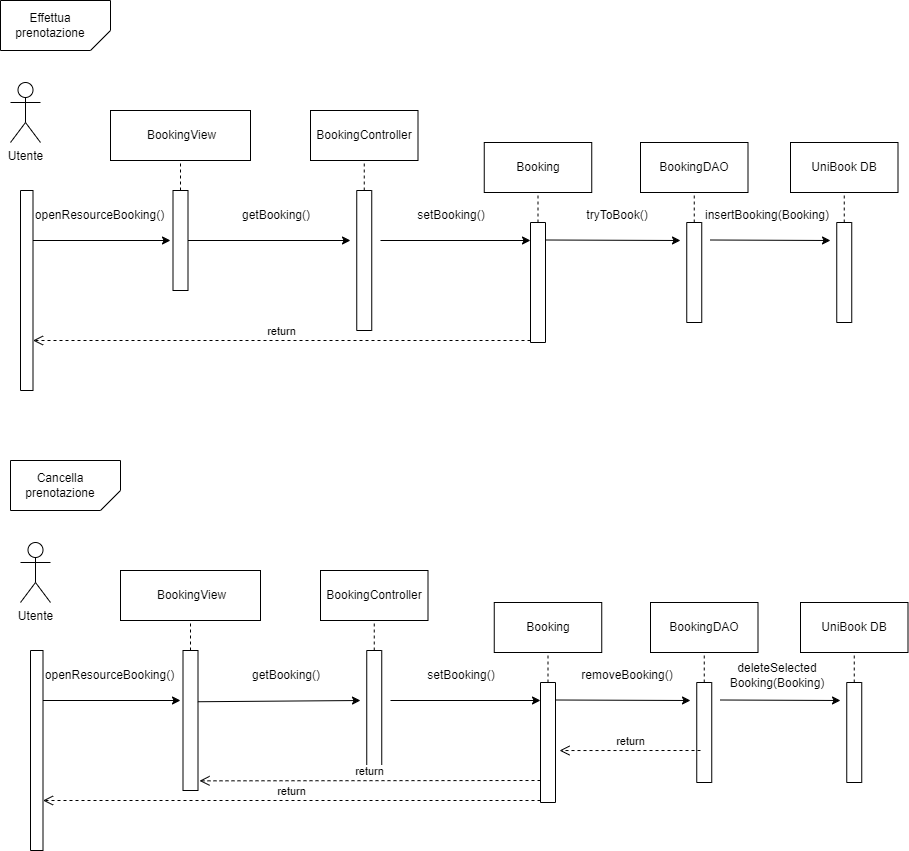 Effettua
prenotazione
Utente
BookingView
BookingController
Booking
BookingDAO
UniBook DB
openResourceBooking()
getBooking()
setBooking()
tryToBook()
insertBooking(Booking)
return
Cancella
prenotazione
Utente
BookingView
BookingController
Booking
BookingDAO
UniBook DB
openResourceBooking()
getBooking()
setBooking()
removeBooking()
deleteSelected
Booking(Booking)
return
return
return